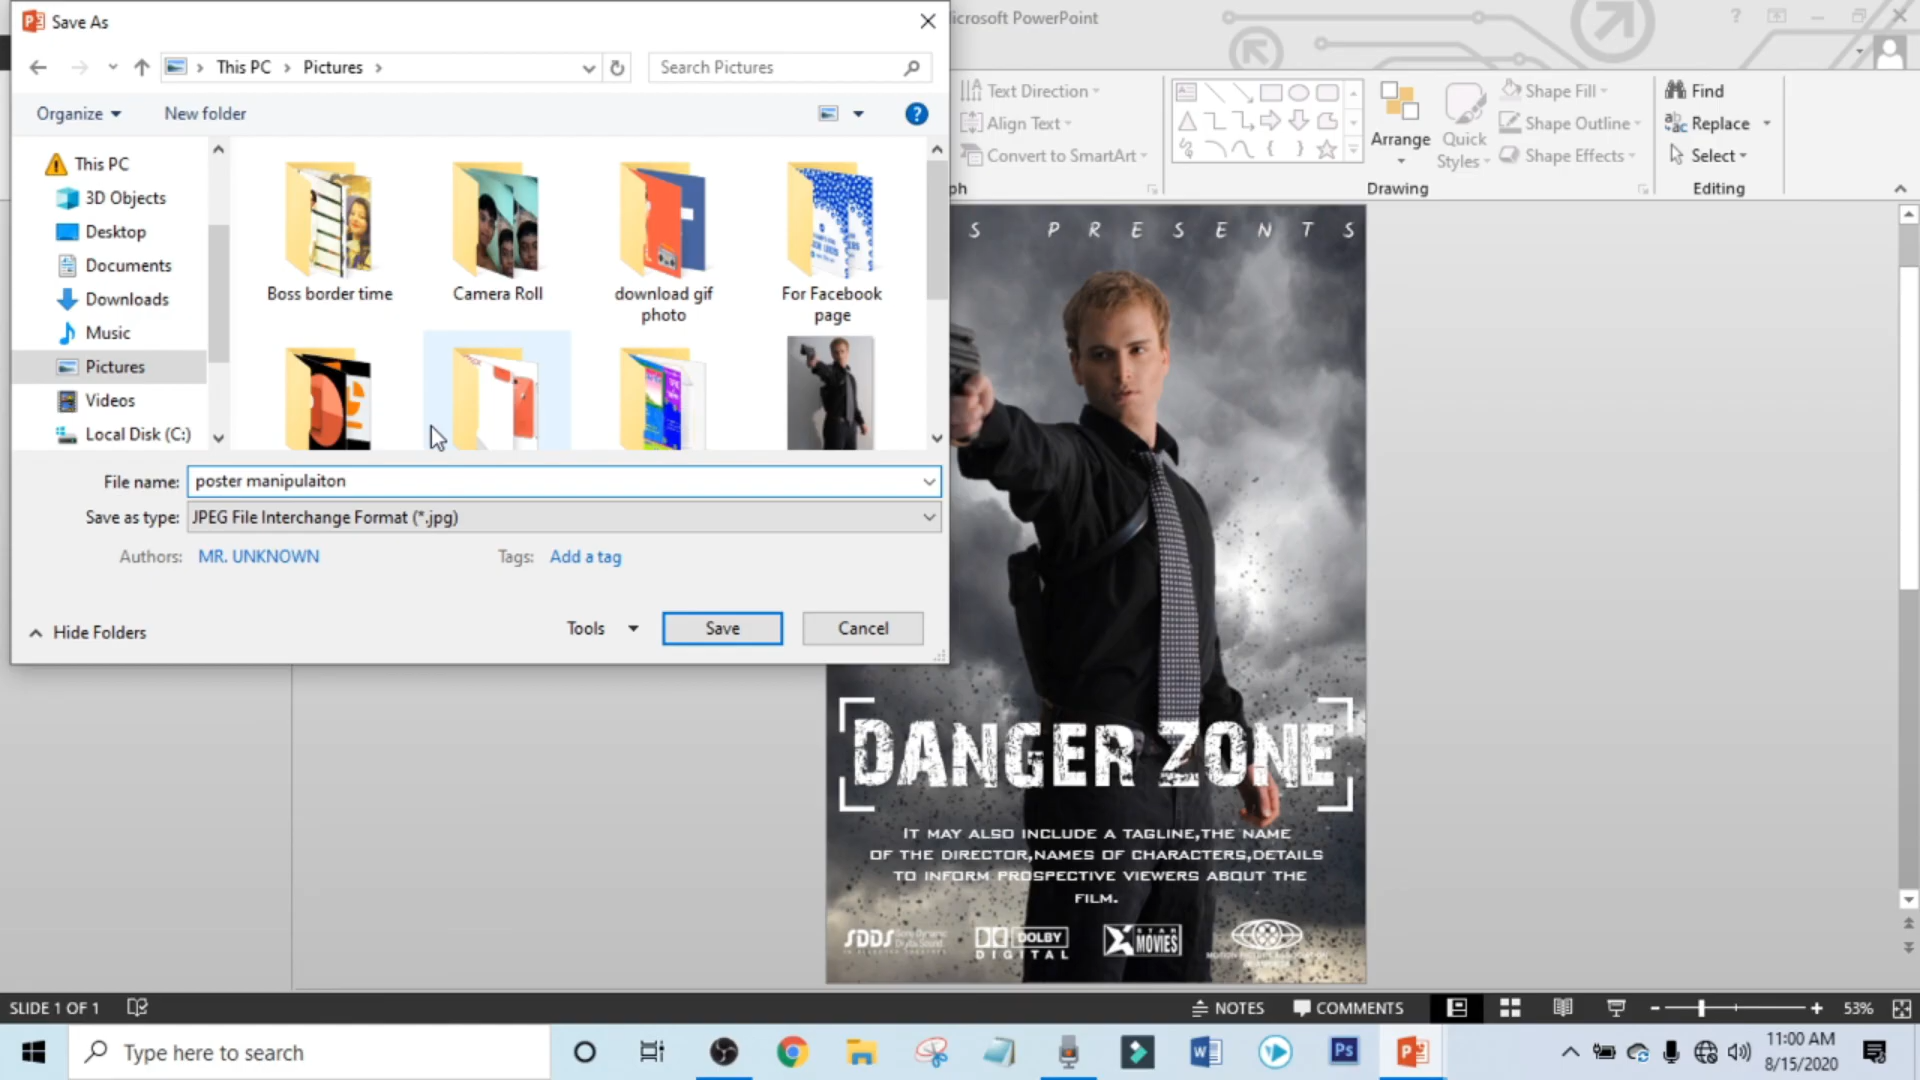 Save As
icrosoft PowerPoint
This PC
Pictures
Search Pictures
Organize
New folder
This PC
3D Objects
Desktop
Documents
Downloads
Music
Pictures
Videos
Local Disk (C:)
Boss border time
Camera Roll
download gif
photo
For Facebook
page
File name:
poster manipulaiton
Save as type:
JPEG File Interchange Format (*.jpg)
Authors:
MR. UNKNOWN
Tags:
Add a tag
Hide Folders
Tools
Save
Cancel
Text Direction
Align Text
Convert to SmartArt
ph
Arrange
Quick
Styles
Shape Fill
Shape Outline
Shape Effects
Drawing
Find
Replace
Select
Editing
S PRESENTS
DANGER ZONE
IT MAY ALSO INCLUDE A TAGLINE,THE NAME
OF THE DIRECTOR,NAMES OF CHARACTERS,DETAILS
TO INFORM PROSPECTIVE VIEWERS ABOUT THE
FILM.
SDDS
DOLBY
DIGITAL
STAR
MOVIES
SLIDE 1 OF 1
NOTES
COMMENTS
53%
Type here to search
Ps
11:00 AM
8/15/2020